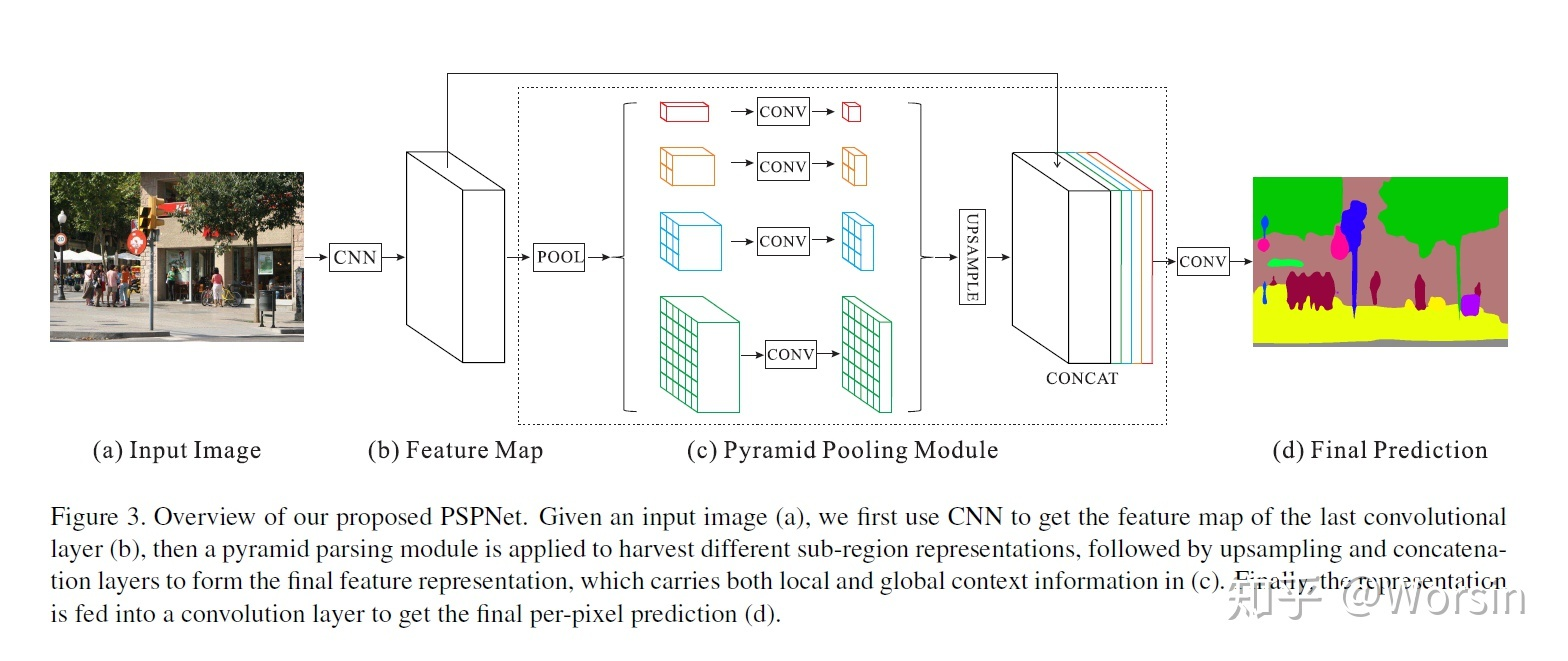 CONV
CONV
CNN
POOL
CONV
UPSAMPLE
CONV
CONV
CONCAT
(a) Input Image
(b) Feature Map
(c) Pyramid Pooling Module
(d) Final Prediction
Figure 3. Overview of our proposed PSPNet. Given an input image (a), we first use CNN to get the feature map of the last convolutional
layer (b), then a pyramid parsing module is applied to harvest different sub-region representations, followed by upsampling and concatena-
tion layers to form the final feature representation, which carries both local and global context information in (c). Finally, the representation
is fed into a convolution layer to get the final per-pixel prediction (d).
知乎 @Worsin